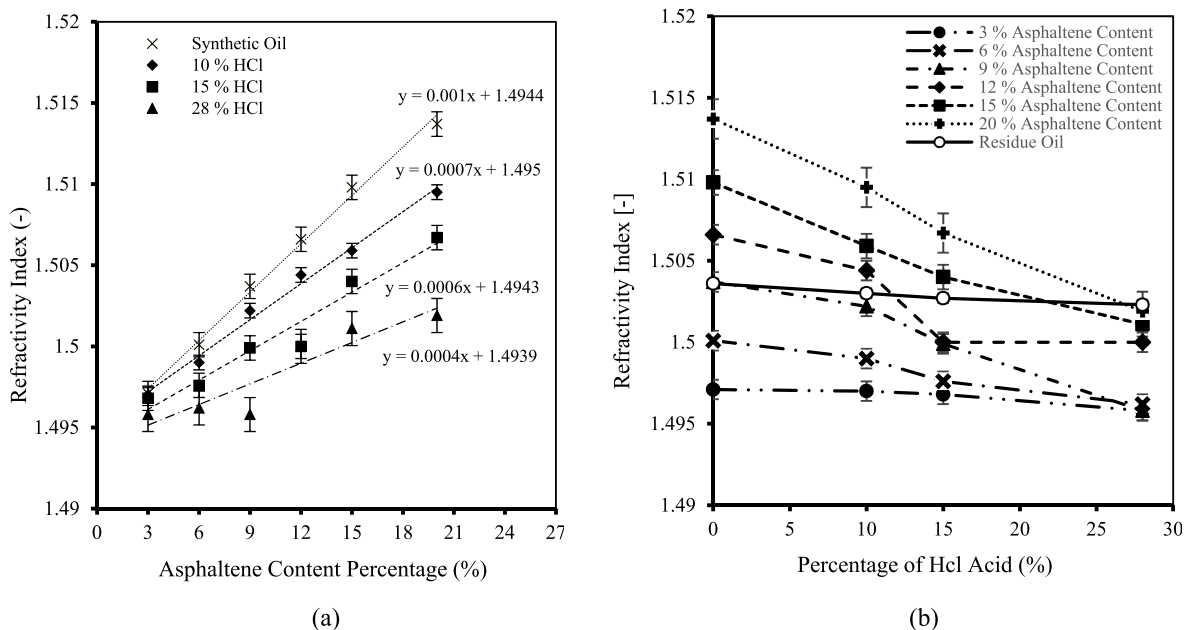 1.52
1.515
1.51
1.505
1.5
1.495
1.49
Refractivity Index (-)
Synthetic Oil
10 % HCl
15 % HCl
28 % HCl
y = 0.001x + 1.4944
y = 0.0007x + 1.495
y = 0.0006x + 1.4943
y = 0.0004x + 1.4939
0 3 6 9 12 15 18 21 24 27
Asphaltene Content Percentage (%)
(a)
1.52
1.515
1.51
1.505
1.5
1.495
1.49
Refractivity Index [-]
3 % Asphaltene Content
6 % Asphaltene Content
9 % Asphaltene Content
12 % Asphaltene Content
15 % Asphaltene Content
20 % Asphaltene Content
Residue Oil
0 5 10 15 20 25 30
Percentage of Hcl Acid (%)
(b)